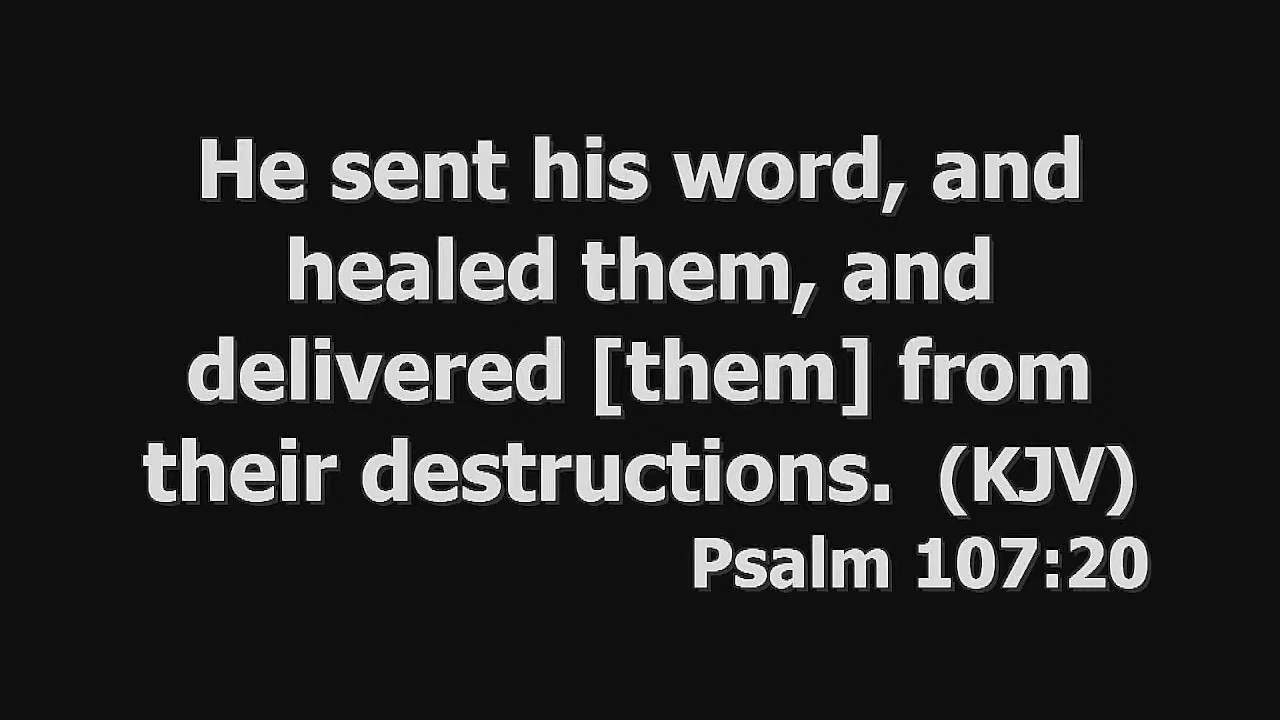 He sent his word, and
healed them, and
delivered [them] from
their destructions.  (KJV)
Psalm 107:20